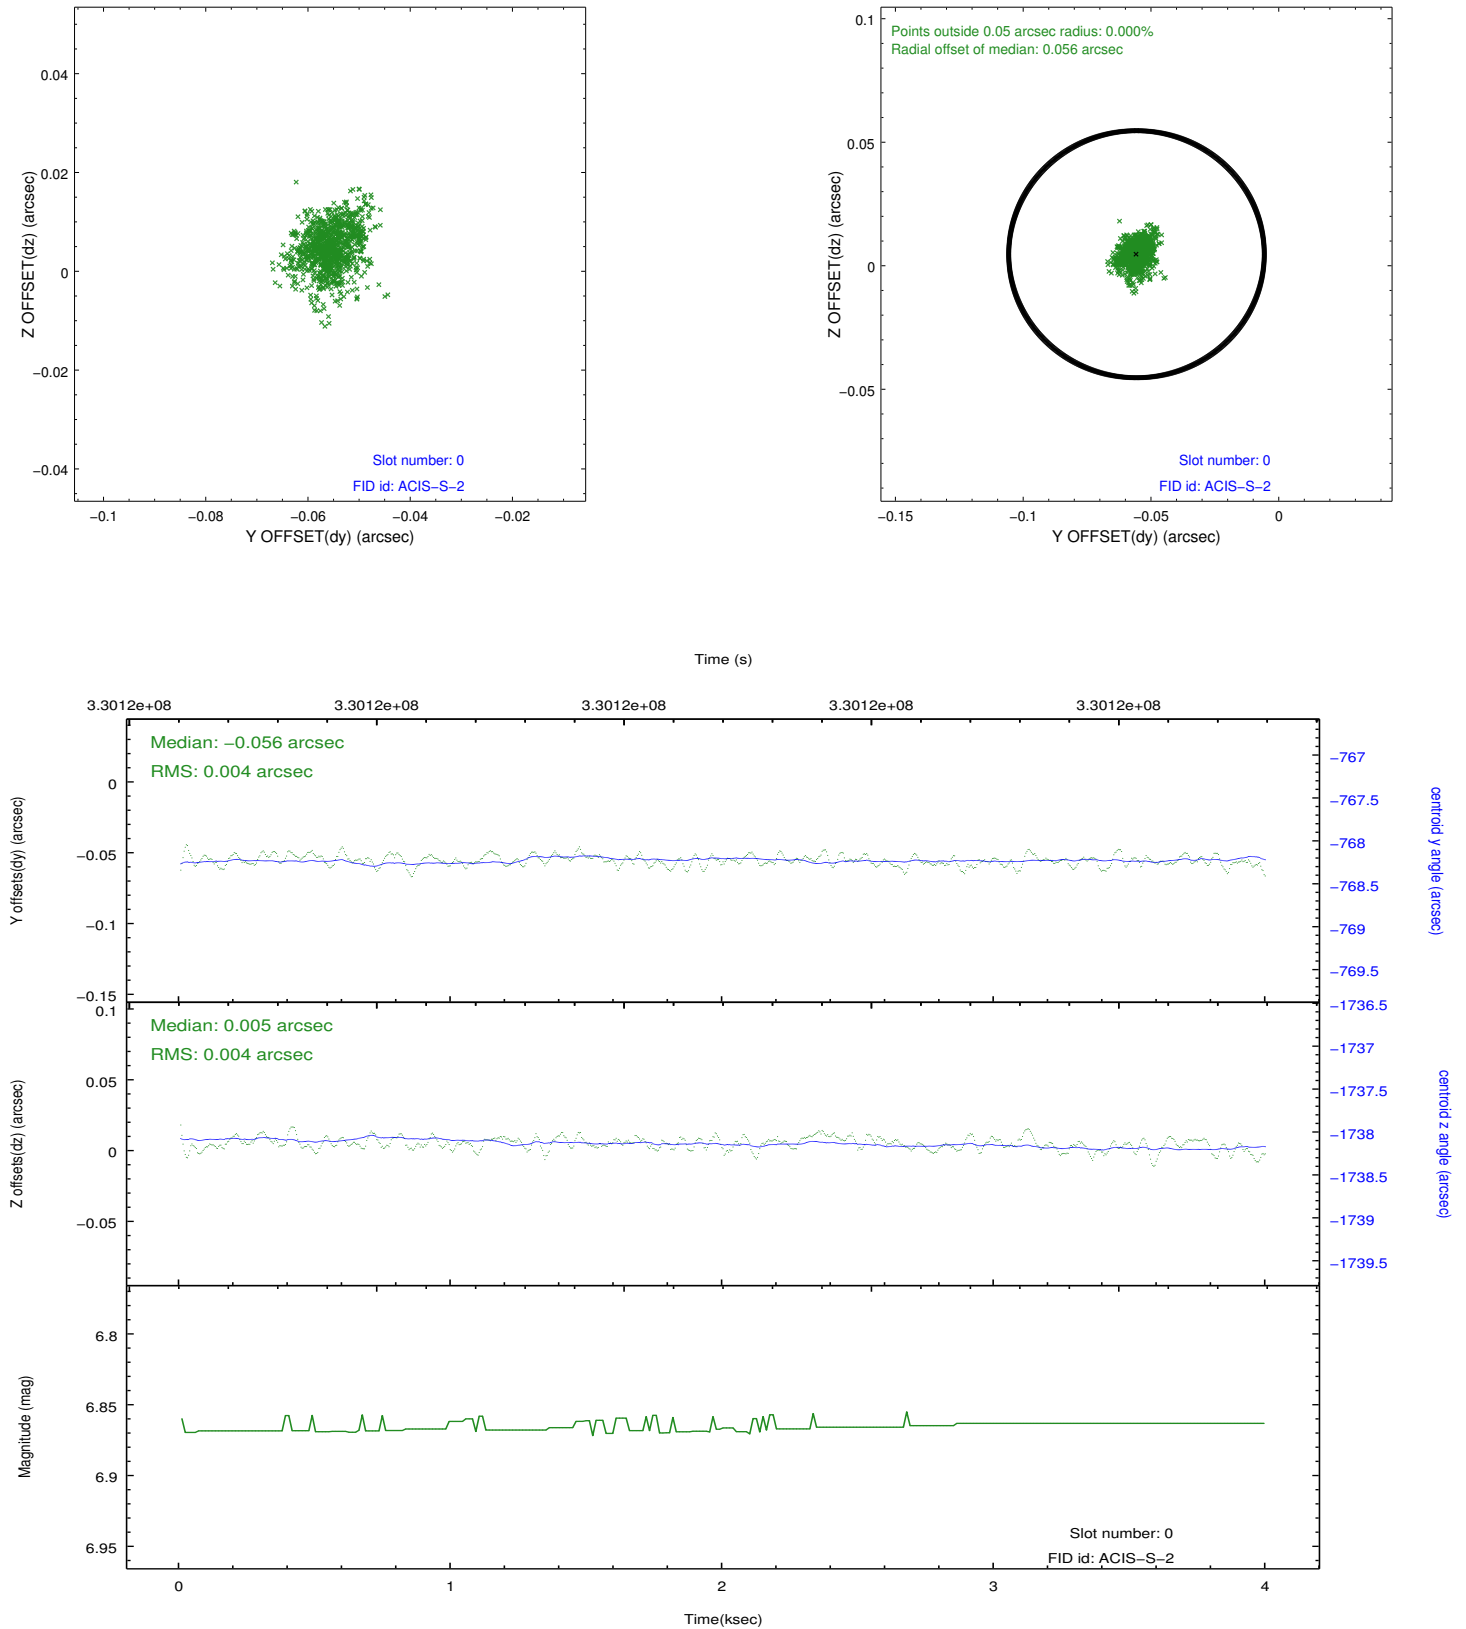 0.04
0.02
0
−0.02
−0.04
Z OFFSET(dz) (arcsec)
Slot number: 0
FID id: ACIS−S−2
−0.1
−0.08
−0.06
−0.04
−0.02
Y OFFSET(dy) (arcsec)
Points outside 0.05 arcsec radius: 0.000%
Radial offset of median: 0.056 arcsec
0.1
0.05
0
−0.05
Z OFFSET(dz) (arcsec)
Slot number: 0
FID id: ACIS−S−2
−0.15
−0.1
−0.05
0
Y OFFSET(dy) (arcsec)
Time (s)
3.3012e+08
3.3012e+08
3.3012e+08
3.3012e+08
3.3012e+08
Median: −0.056 arcsec
RMS: 0.004 arcsec
0
−0.05
−0.1
−0.15
Y offsets(dy) (arcsec)
−767
−767.5
−768
−768.5
−769
−769.5
centroid y angle (arcsec)
Median: 0.005 arcsec
RMS: 0.004 arcsec
0.1
0.05
0
−0.05
Z offsets(dz) (arcsec)
−1736.5
−1737
−1737.5
−1738
−1738.5
−1739
−1739.5
centroid z angle (arcsec)
6.8
6.85
6.9
6.95
Magnitude (mag)
Slot number: 0
FID id: ACIS−S−2
0
1
2
3
4
Time(ksec)